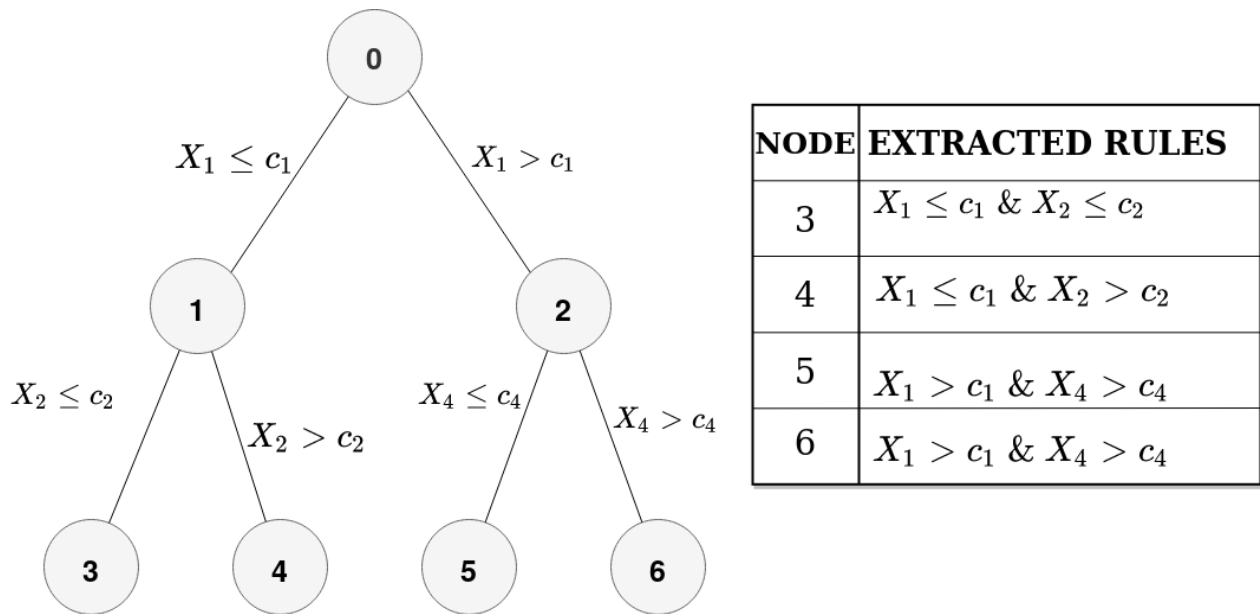 0
X₁ ≤ c₁
X₁ > c₁
1
2
X₂ ≤ c₂
X₂ > c₂
X₄ ≤ c₄
X₄ > c₄
3
4
5
6
NODE EXTRACTED RULES
3 X₁ ≤ c₁ & X₂ ≤ c₂
4 X₁ ≤ c₁ & X₂ > c₂
5 X₁ > c₁ & X₄ > c₄
6 X₁ > c₁ & X₄ > c₄